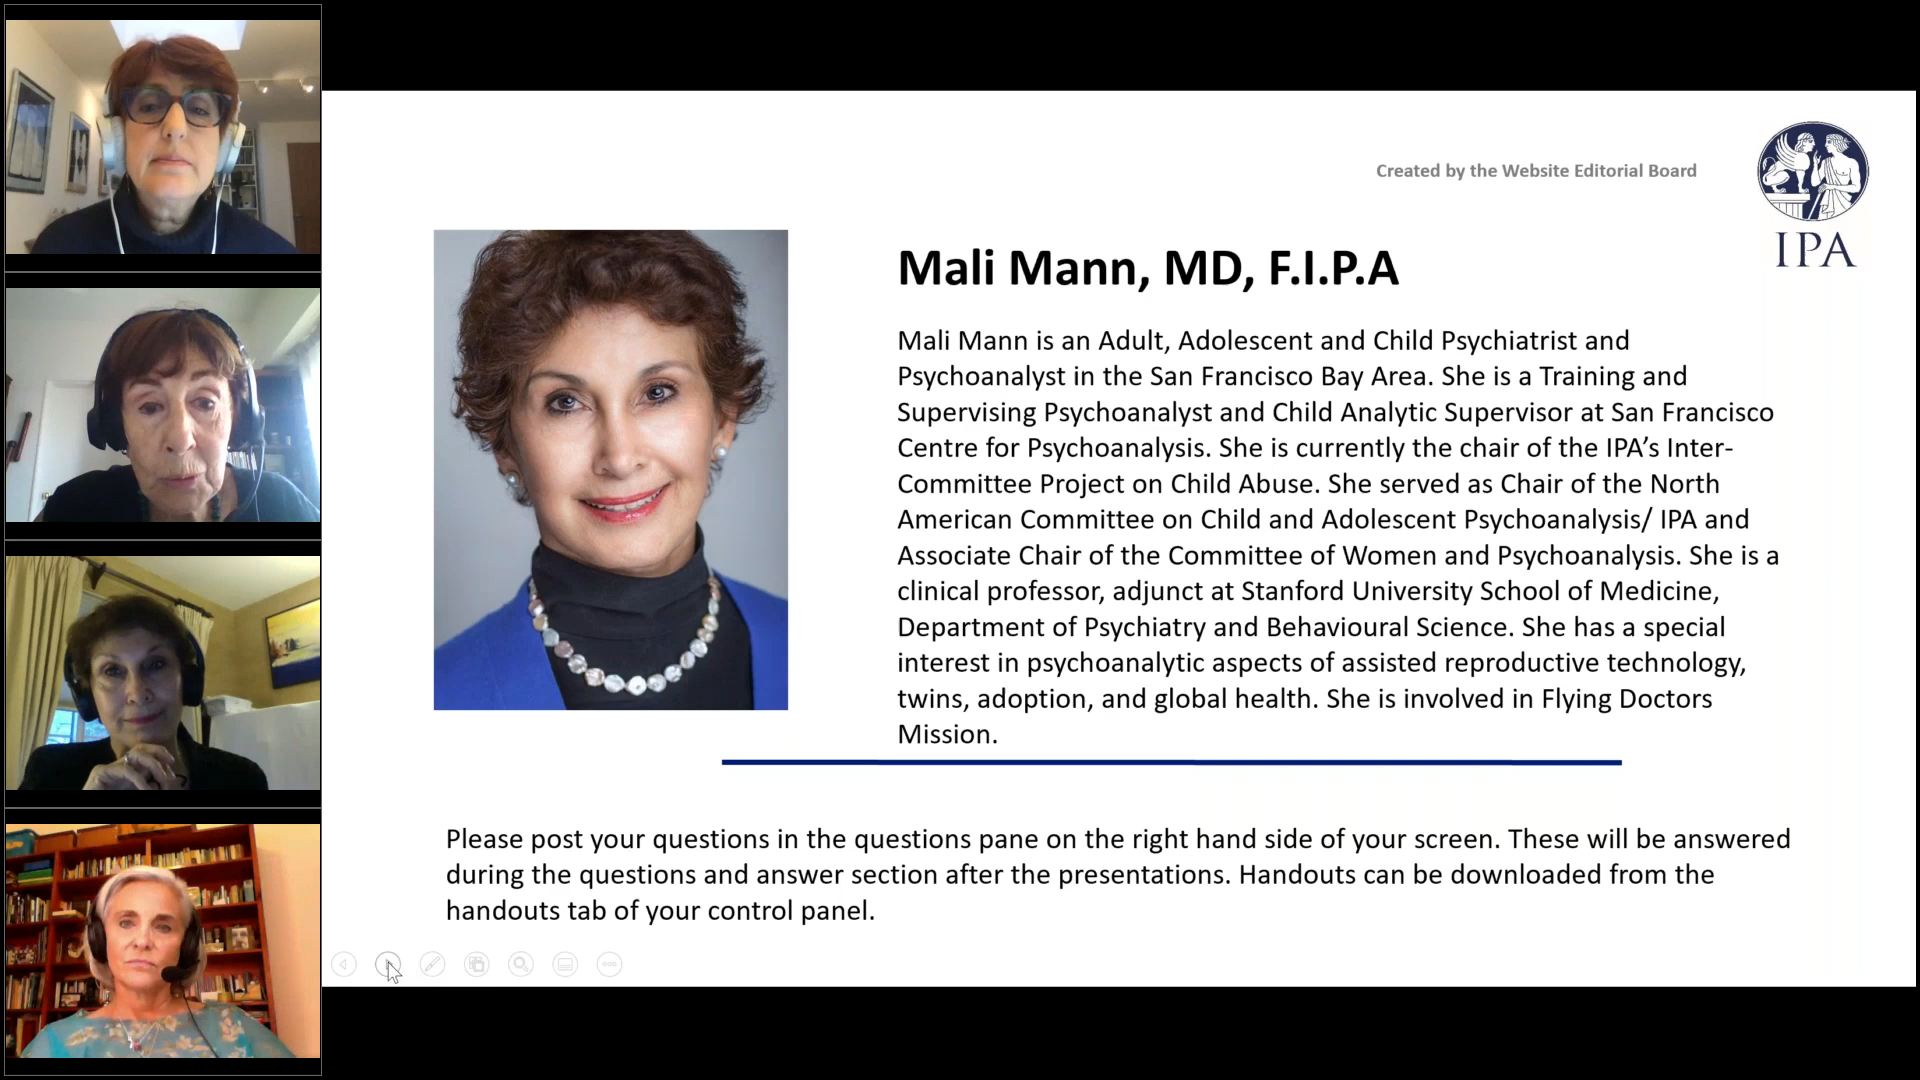 Created by the Website Editorial Board
IPA
Mali Mann, MD, F.I.P.A
Mali Mann is an Adult, Adolescent and Child Psychiatrist and
Psychoanalyst in the San Francisco Bay Area. She is a Training and
Supervising Psychoanalyst and Child Analytic Supervisor at San Francisco
Centre for Psychoanalysis. She is currently the chair of the IPA’s Inter-
Committee Project on Child Abuse. She served as Chair of the North
American Committee on Child and Adolescent Psychoanalysis/ IPA and
Associate Chair of the Committee of Women and Psychoanalysis. She is a
clinical professor, adjunct at Stanford University School of Medicine,
Department of Psychiatry and Behavioural Science. She has a special
interest in psychoanalytic aspects of assisted reproductive technology,
twins, adoption, and global health. She is involved in Flying Doctors
Mission.
Please post your questions in the questions pane on the right hand side of your screen. These will be answered
during the questions and answer section after the presentations. Handouts can be downloaded from the
handouts tab of your control panel.